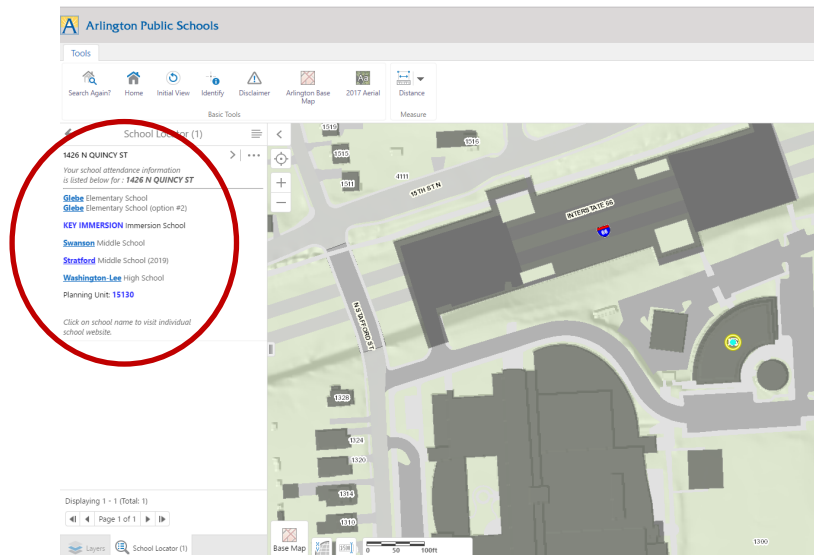 A Arlington Public Schools
Tools
Search Again?
Home
Initial View
Identify
Disclaimer
Arlington Base Map
2017 Aerial
Aa
Distance
Basic Tools
Measure
School Locator (1)
1426 N QUINCY ST
Your school attendance information
is listed below for : 1426 N QUINCY ST
Glebe Elementary School
Glebe Elementary School (option #2)
KEY IMMERSION Immersion School
Swanson Middle School
Stratford Middle School (2019)
Washington-Lee High School
Planning Unit: 15130
Click on school name to visit individual
school website.
Displaying 1 - 1 (Total: 1)
Page 1 of 1
Layers
School Locator (1)
1519
1516
1515
4111
1511
15TH ST N
INTERSTATE 66
66
N STAFFORD ST
1328
1324
1320
1314
1310
1300
Base Map
0 50 100ft